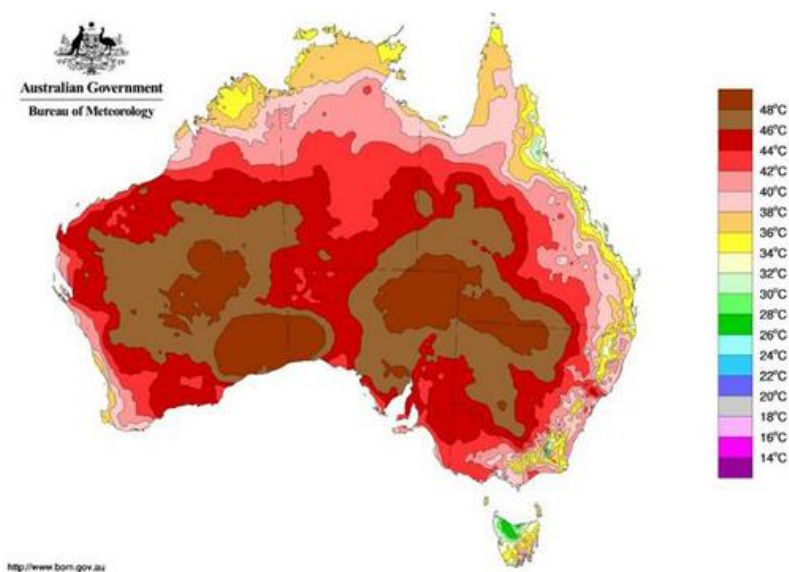 Australian Government
Bureau of Meteorology
48°C
46°C
44°C
42°C
40°C
38°C
36°C
34°C
32°C
30°C
28°C
26°C
24°C
22°C
20°C
18°C
16°C
14°C
http://www.bom.gov.au